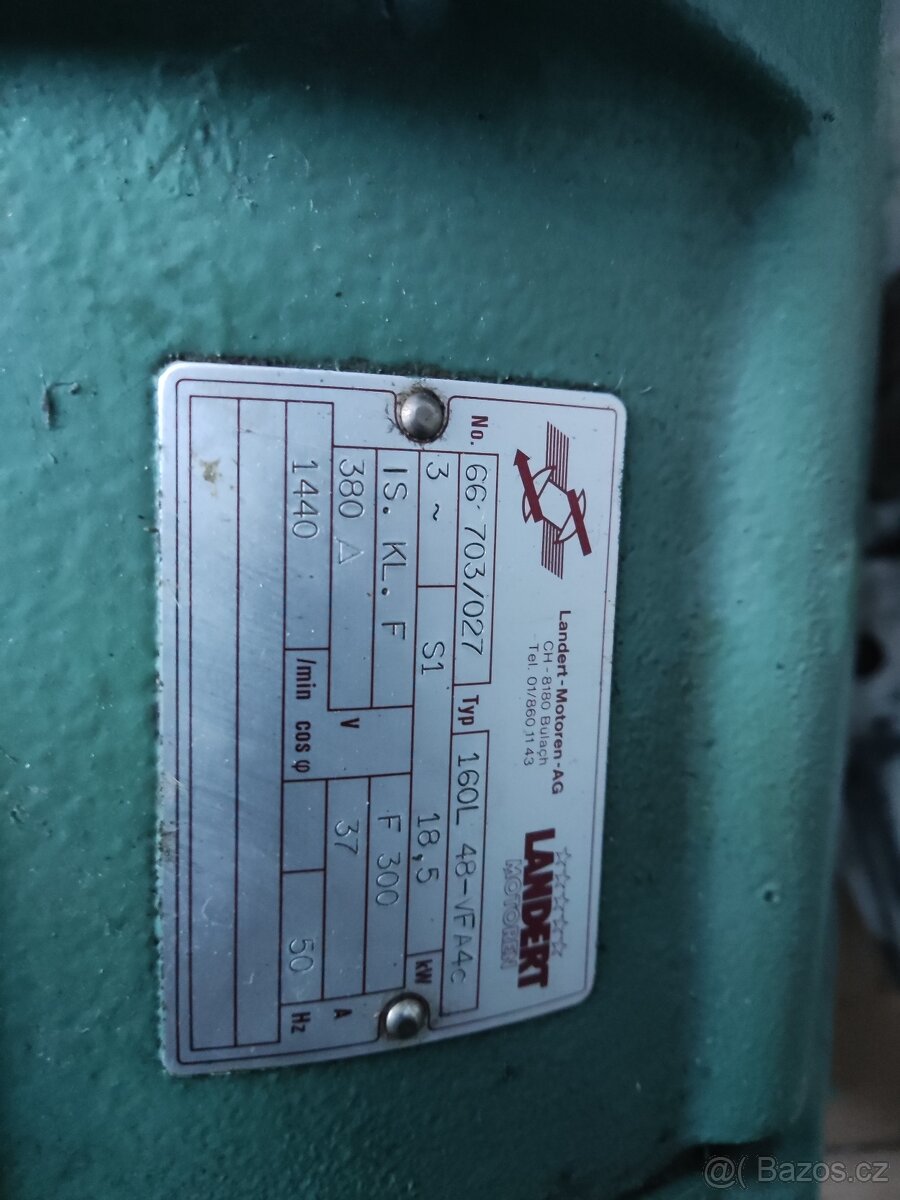 Landert-Motoren-AG
CH - 8180 Bülach
Tel. 01/860 11 43
LANDERT
MOTOREN
No. 66 703/027 Typ 160L 48-VFA4c
3 ~ S1 18,5 kW
IS. KL. F F 300
380 △ V 37 A
1440 /min cos φ 50 Hz
@( Bazos.cz